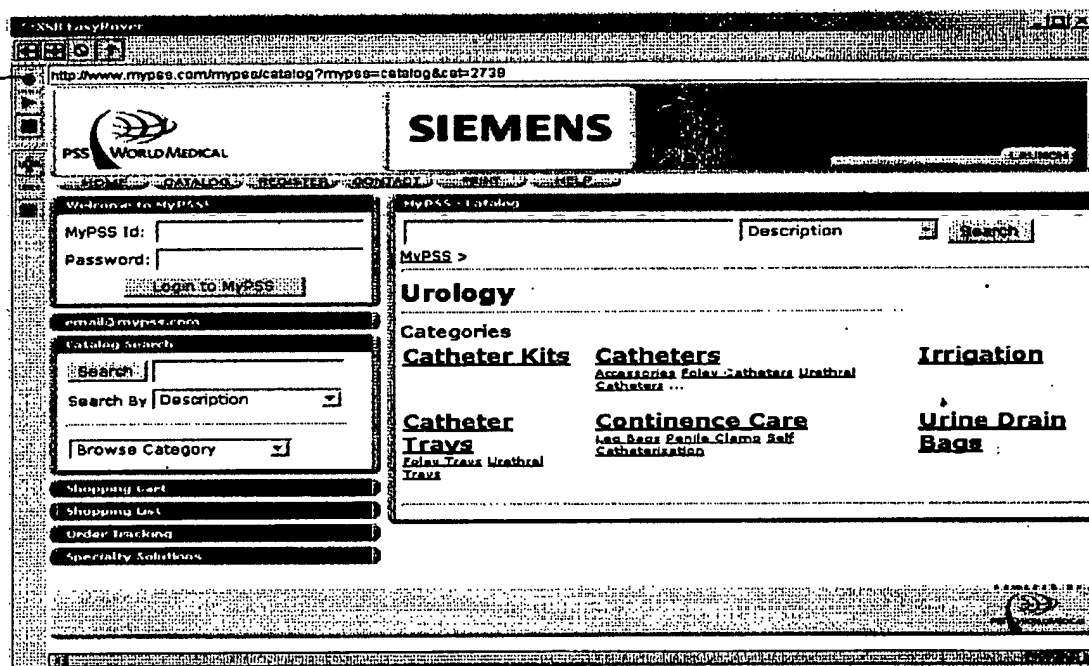 EasyRover
http://www.mypss.com/mypss/catalog?mypss=catalog&cat=2739
PSS WORLD MEDICAL
SIEMENS
HOME CATALOG REGISTER CONTACT PRINT HELP
Welcome to MyPSS!
MyPSS Id:
Password:
Login to MyPSS
email@mypss.com
Catalog Search
Search
Search By Description
Browse Category
Shopping Cart
Shopping List
Order Tracking
Specialty Solutions
MyPSS - Catalog
Description Search
MyPSS >
Urology
Categories
Catheter Kits
Catheters
Accessories Foley Catheters Urethral
Catheters ...
Irrigation
Catheter
Trays
Foley Trays Urethral
Trays
Continence Care
Leg Bags Penile Clamp Self
Catheterization
Urine Drain
Bags